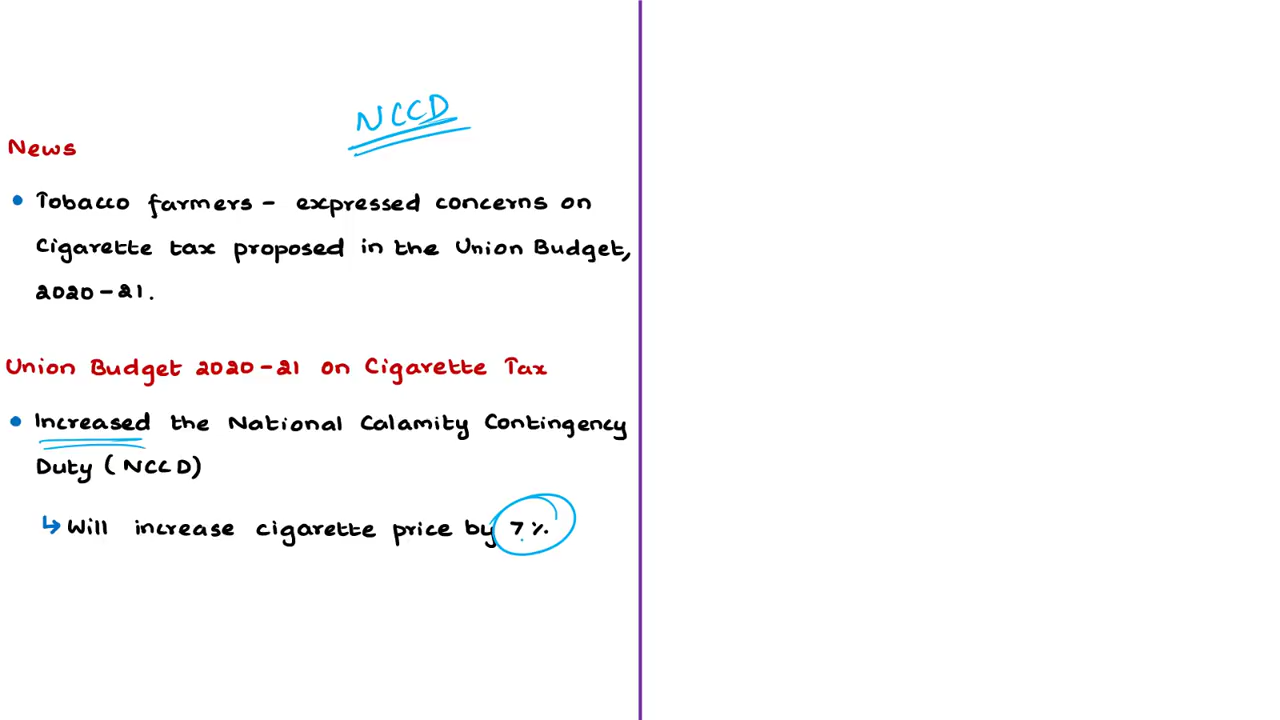 NCCD
News
• Tobacco farmers - expressed concerns on
Cigarette tax proposed in the Union Budget,
2020-21.
Union Budget 2020-21 on Cigarette Tax
• Increased the National Calamity Contingency
Duty (NCCD)
↳ Will increase cigarette price by 7%.